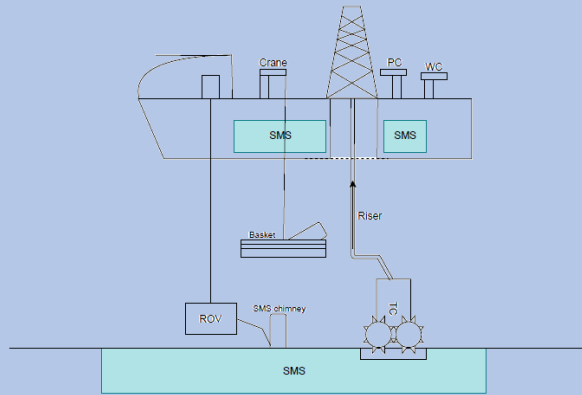 Crane
PC
WC
SMS
SMS
Riser
Basket
SMS chimney
TC
ROV
SMS